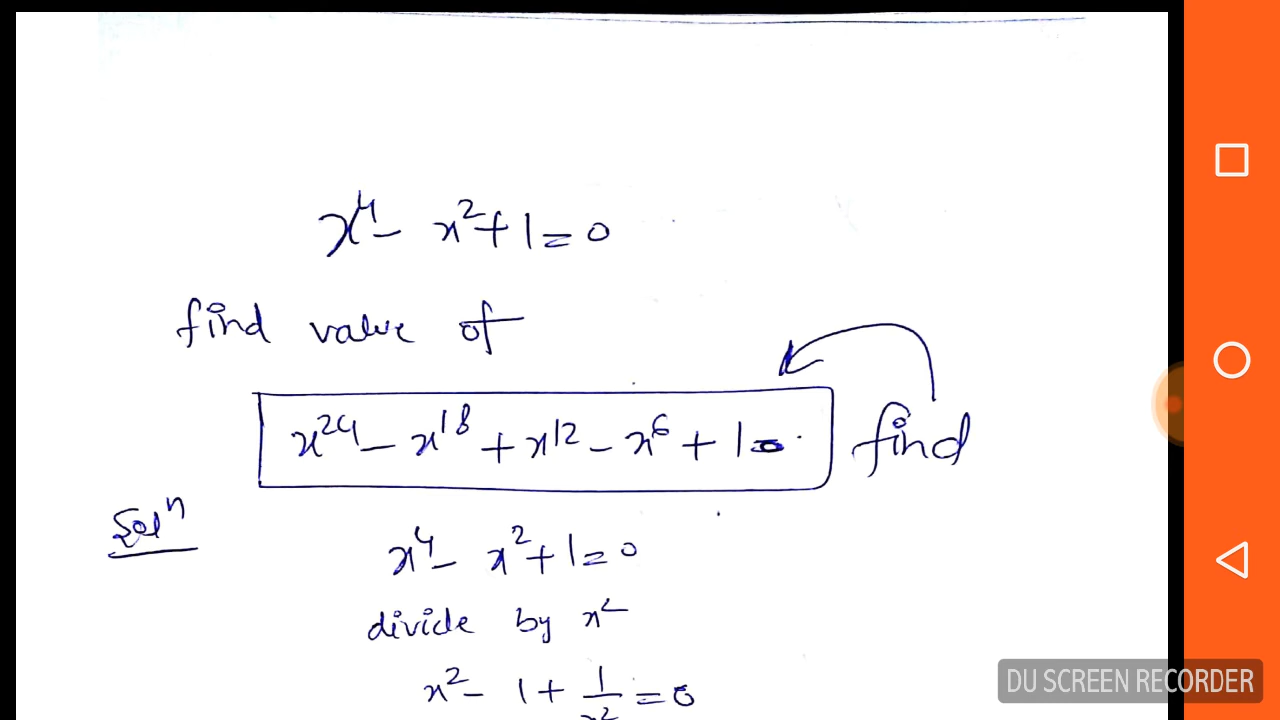 x⁴ - x² + 1 = 0
find value of
x²⁴ - x¹⁸ + x¹² - x⁶ + 1 = . find
Solⁿ
x⁴ - x² + 1 = 0
divide by x²
x² - 1 + 1/x² = 0
DU SCREEN RECORDER